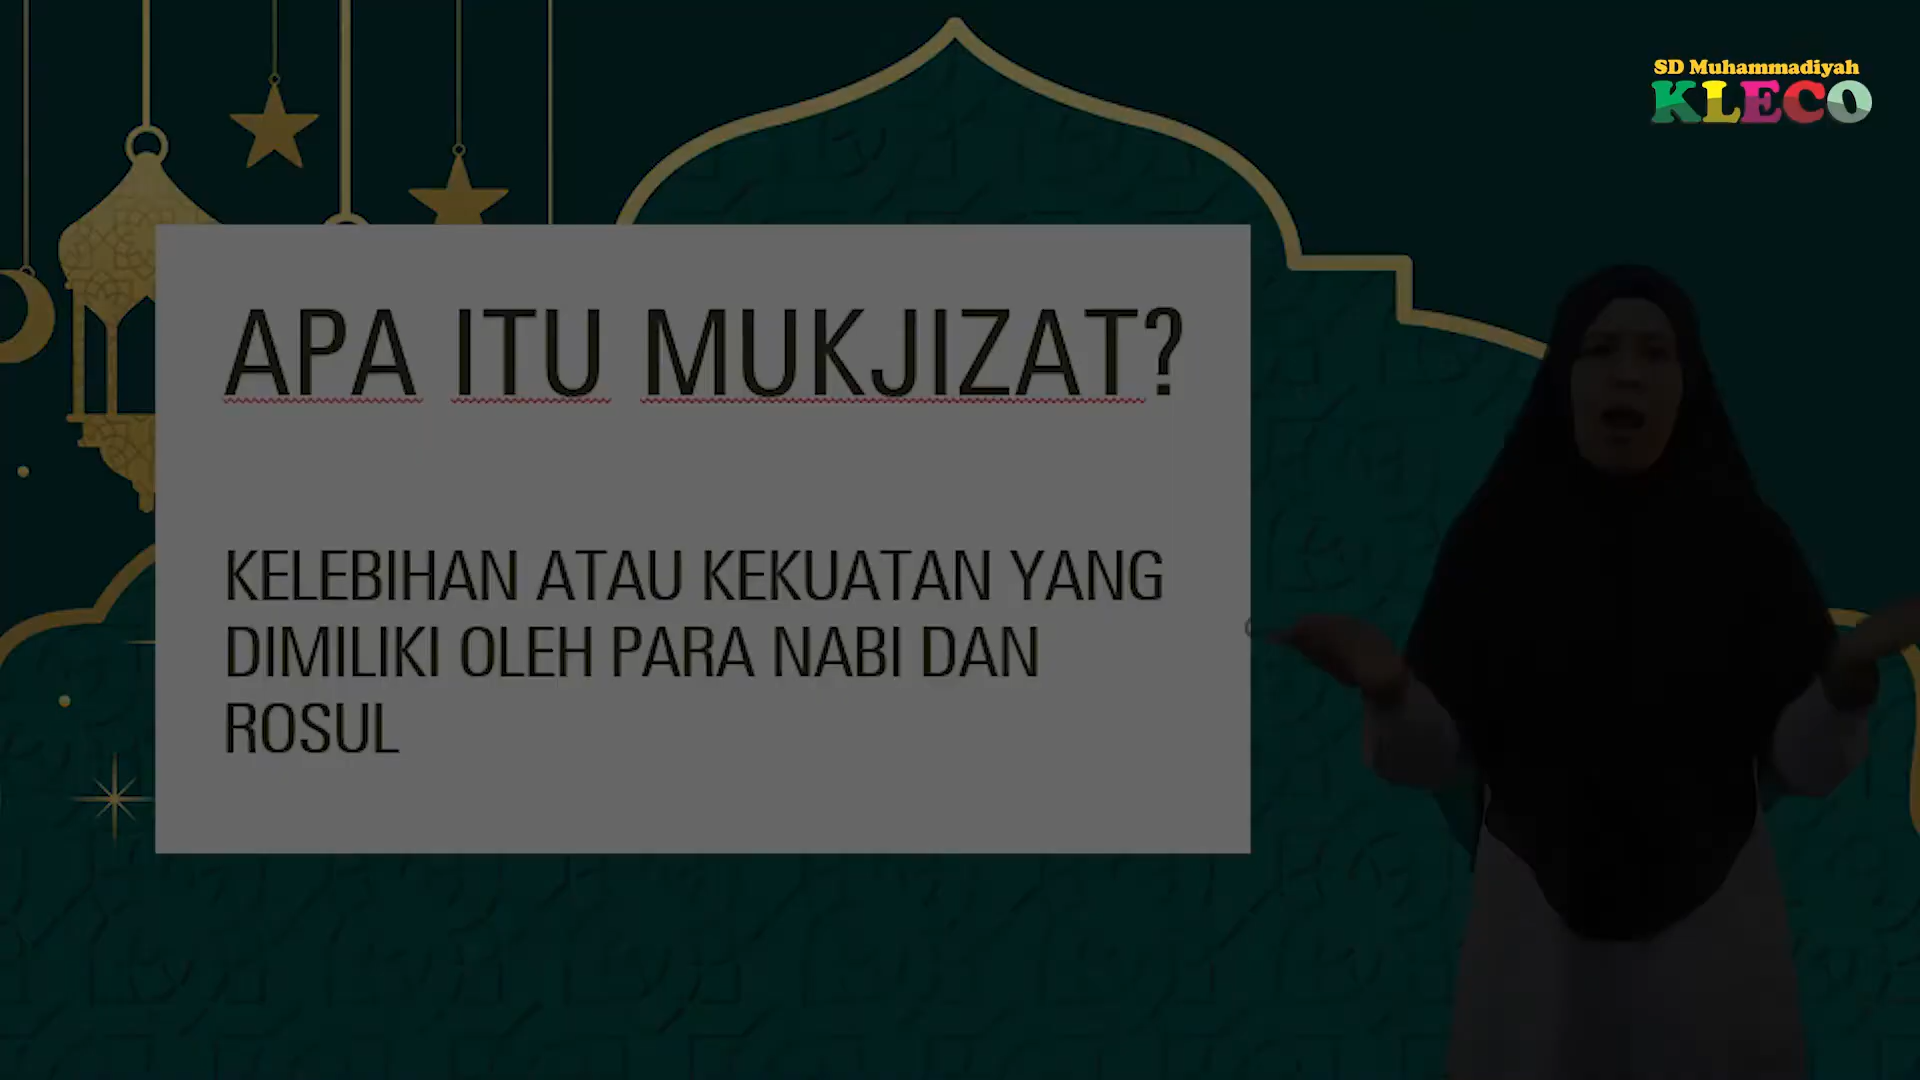 SD Muhammadiyah
KLECO
APA ITU MUKJIZAT?
KELEBIHAN ATAU KEKUATAN YANG
DIMILIKI OLEH PARA NABI DAN
ROSUL